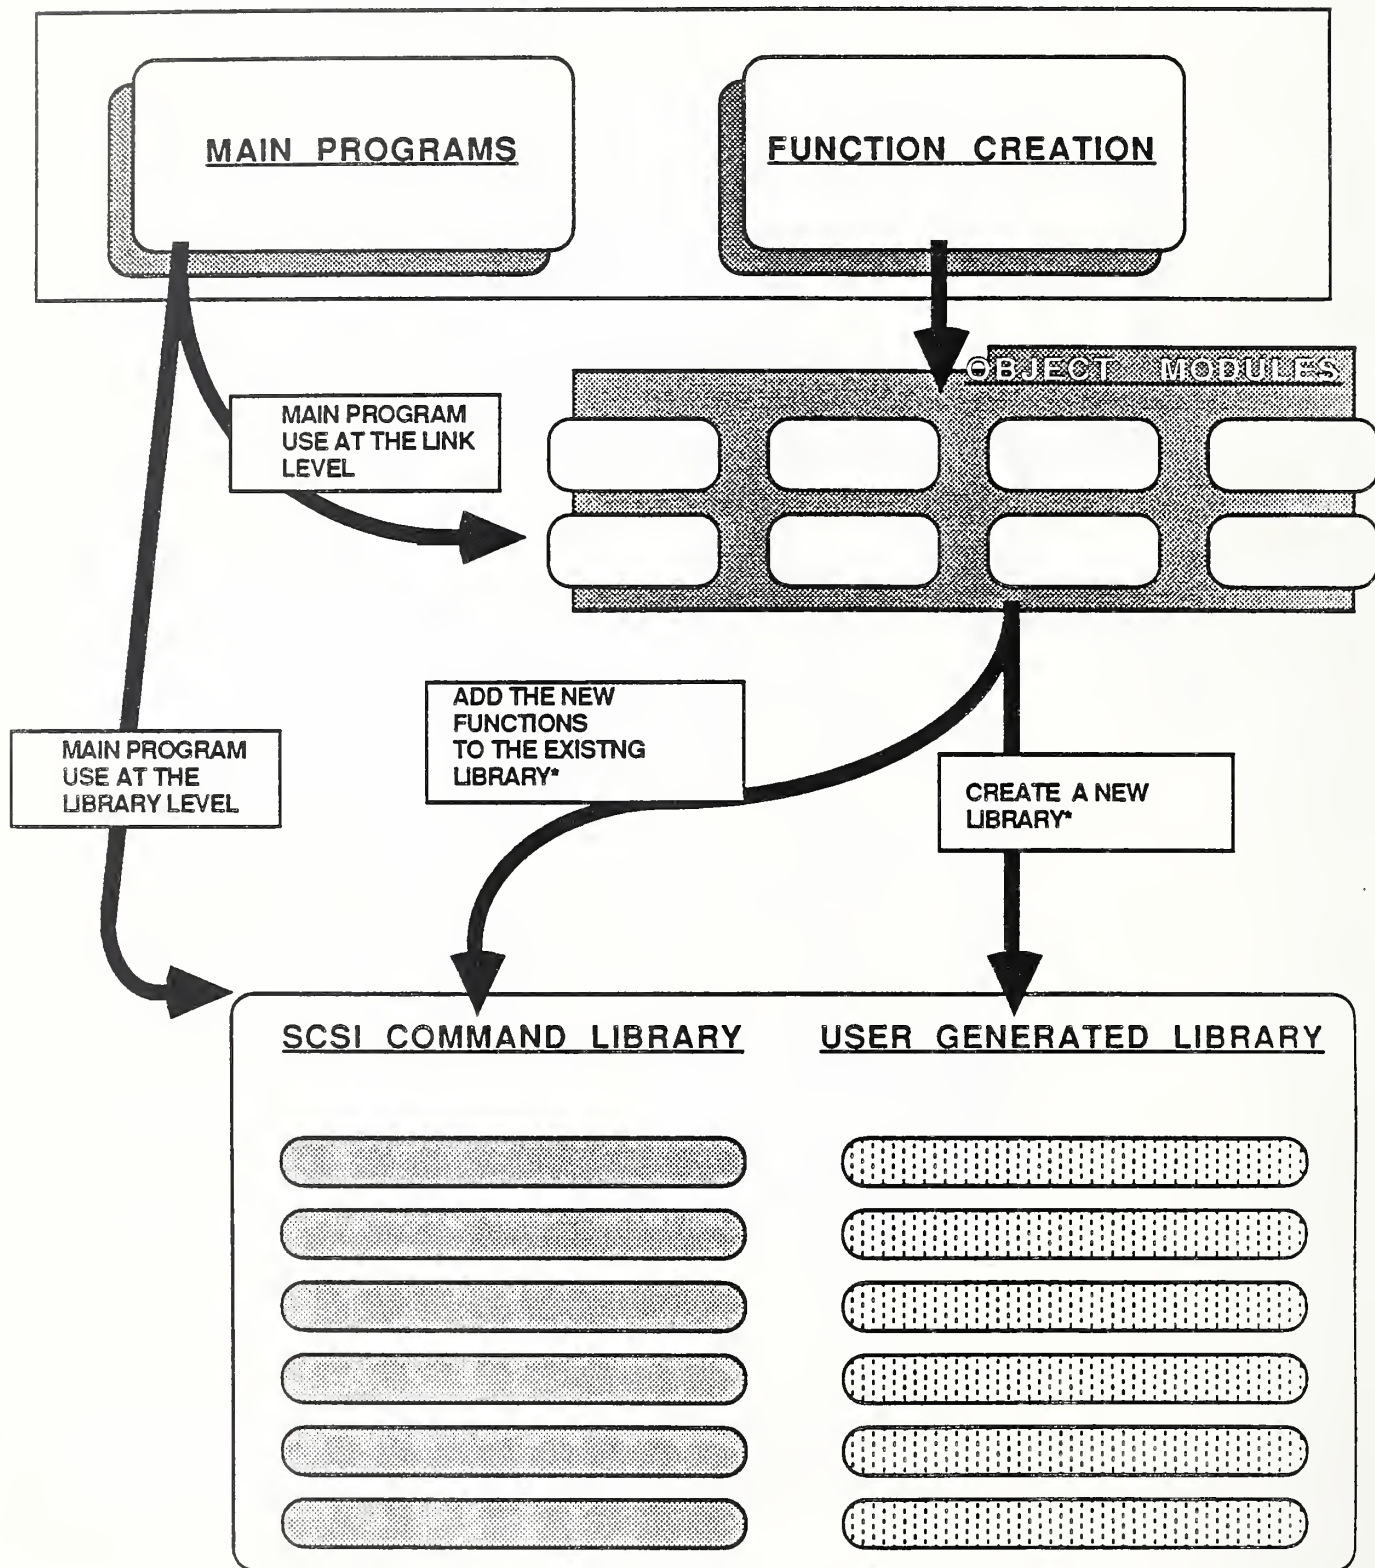 MAIN PROGRAMS
FUNCTION CREATION
OBJECT MODULES
MAIN PROGRAM
USE AT THE LINK
LEVEL
ADD THE NEW
FUNCTIONS
TO THE EXISTNG
LIBRARY*
MAIN PROGRAM
USE AT THE
LIBRARY LEVEL
CREATE A NEW
LIBRARY*
SCSI COMMAND LIBRARY
USER GENERATED LIBRARY